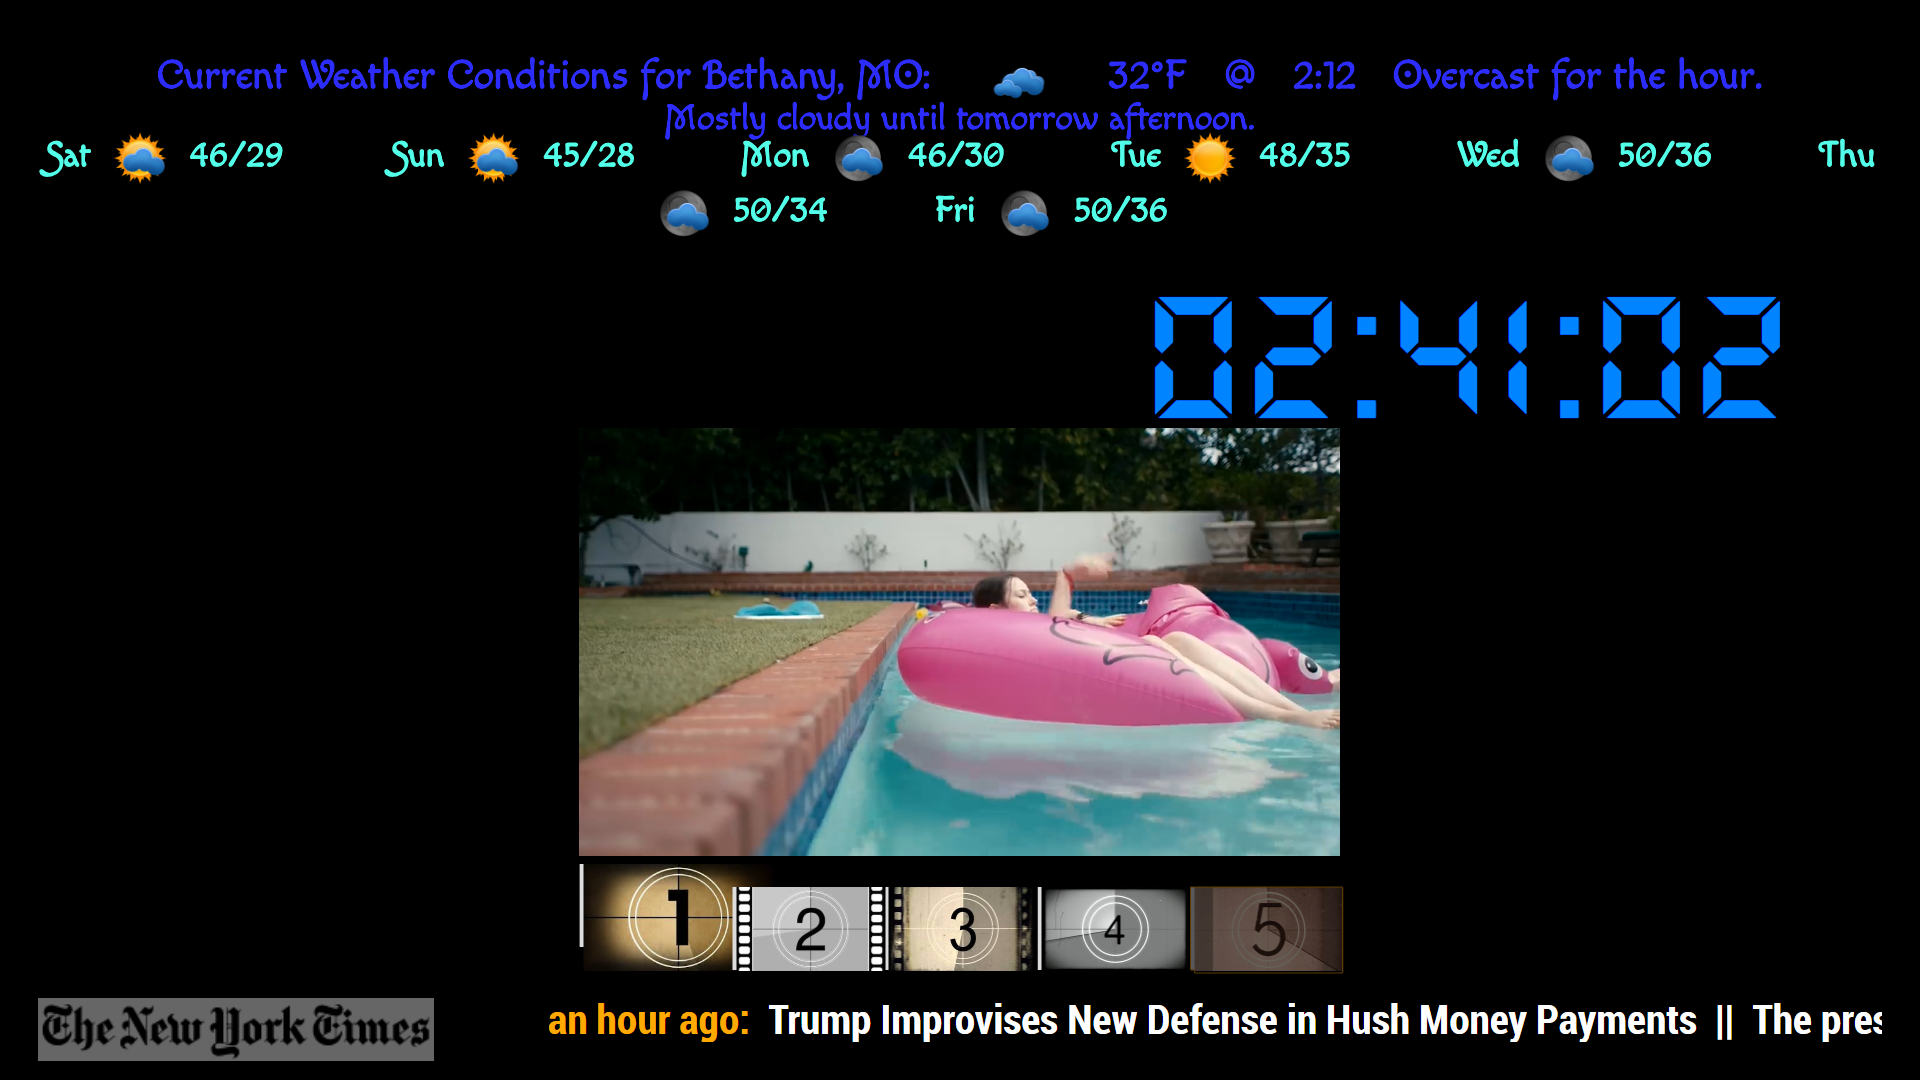 Current Weather Conditions for Bethany, MO: 32°F @ 2:12 Overcast for the hour.
Mostly cloudy until tomorrow afternoon.
Sat 46/29 Sun 45/28 Mon 46/30 Tue 48/35 Wed 50/36 Thu
50/34 Fri 50/36
02:41:02
1 2 3 4 5
The New York Times
an hour ago: Trump Improvises New Defense in Hush Money Payments || The pres